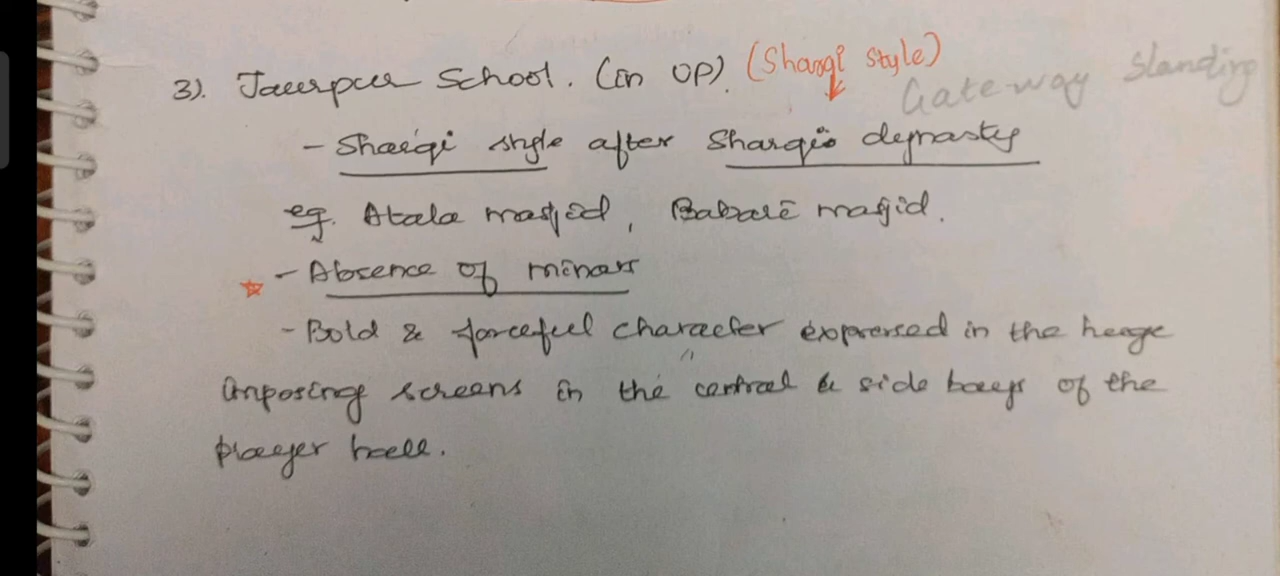 3). Jaunpur School. (in UP). (Sharqi style) Gateway standing
- Sharqi style after Sharqi dynasty
eg. Atala masjid, Babari masjid.
- Absence of minars
- Bold & forceful character expressed in the huge
imposing screens in the central & side bays of the
prayer hall.